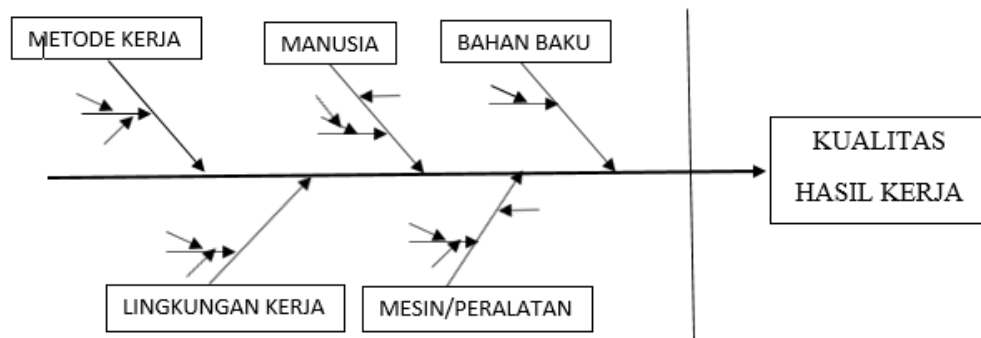 METODE KERJA
MANUSIA
BAHAN BAKU
KUALITAS
HASIL KERJA
LINGKUNGAN KERJA
MESIN/PERALATAN